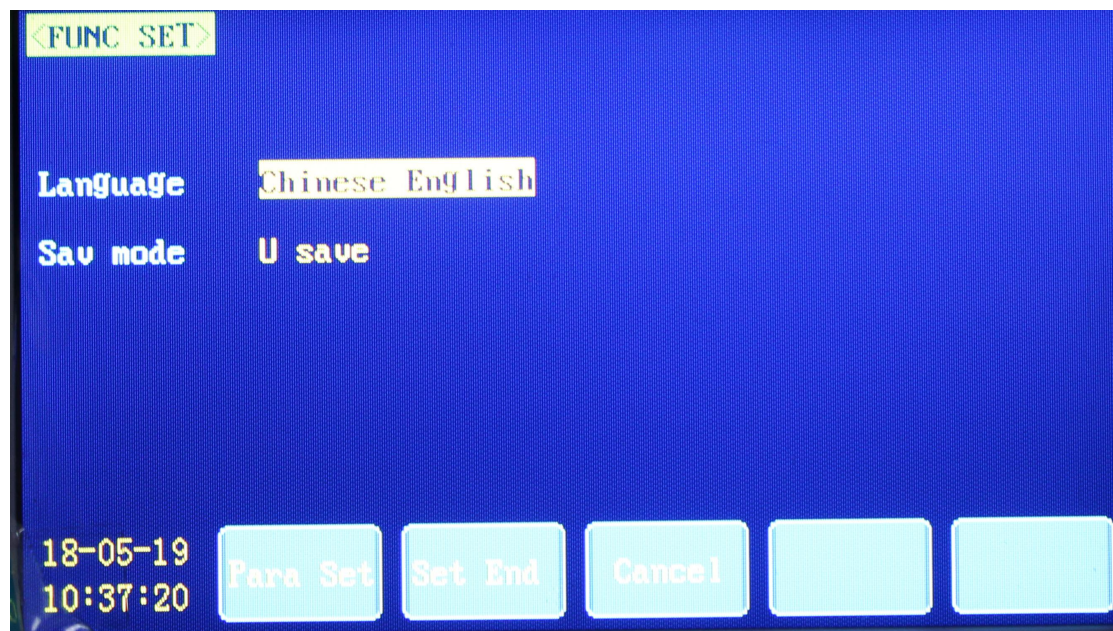 <FUNC SET>
Language Chinese English
Sav mode U save
18-05-19
10:37:20
Para Set Set End Cancel